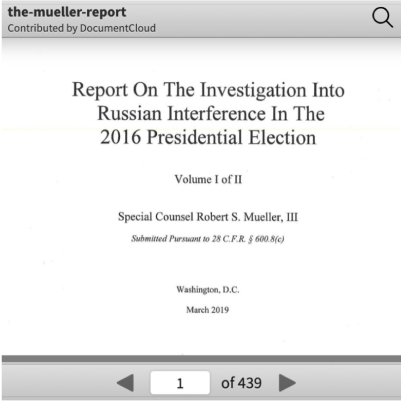 the-mueller-report
Contributed by DocumentCloud
Report On The Investigation Into
Russian Interference In The
2016 Presidential Election
Volume I of II
Special Counsel Robert S. Mueller, III
Submitted Pursuant to 28 C.F.R. § 600.8(c)
Washington, D.C.
March 2019
1 of 439